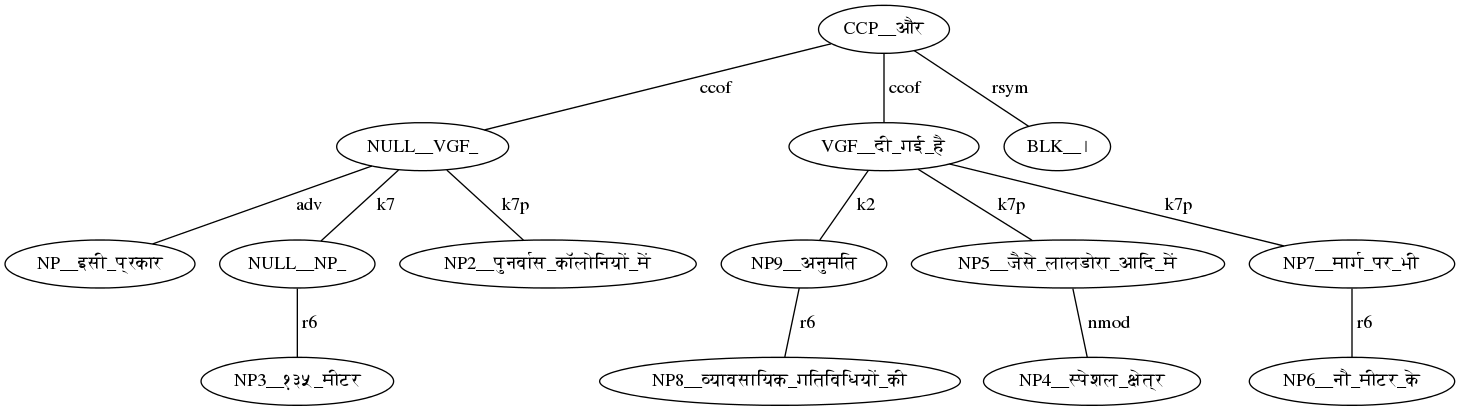 CCP__और
ccof ccof rsym
NULL__VGF_ VGF__दी_गई_है BLK__।
adv k7 k7p k2 k7p k7p
NP__इसी_प्रकार NULL__NP_ NP2__पुनर्वास_कॉलोनियों_में NP9__अनुमति NP5__जैसे_लालडोरा_आदि_में NP7__मार्ग_पर_भी
r6 r6 nmod r6
NP3__१३५_मीटर NP8__व्यावसायिक_गतिविधियों_की NP4__स्पेशल_क्षेत्र NP6__नौ_मीटर_के